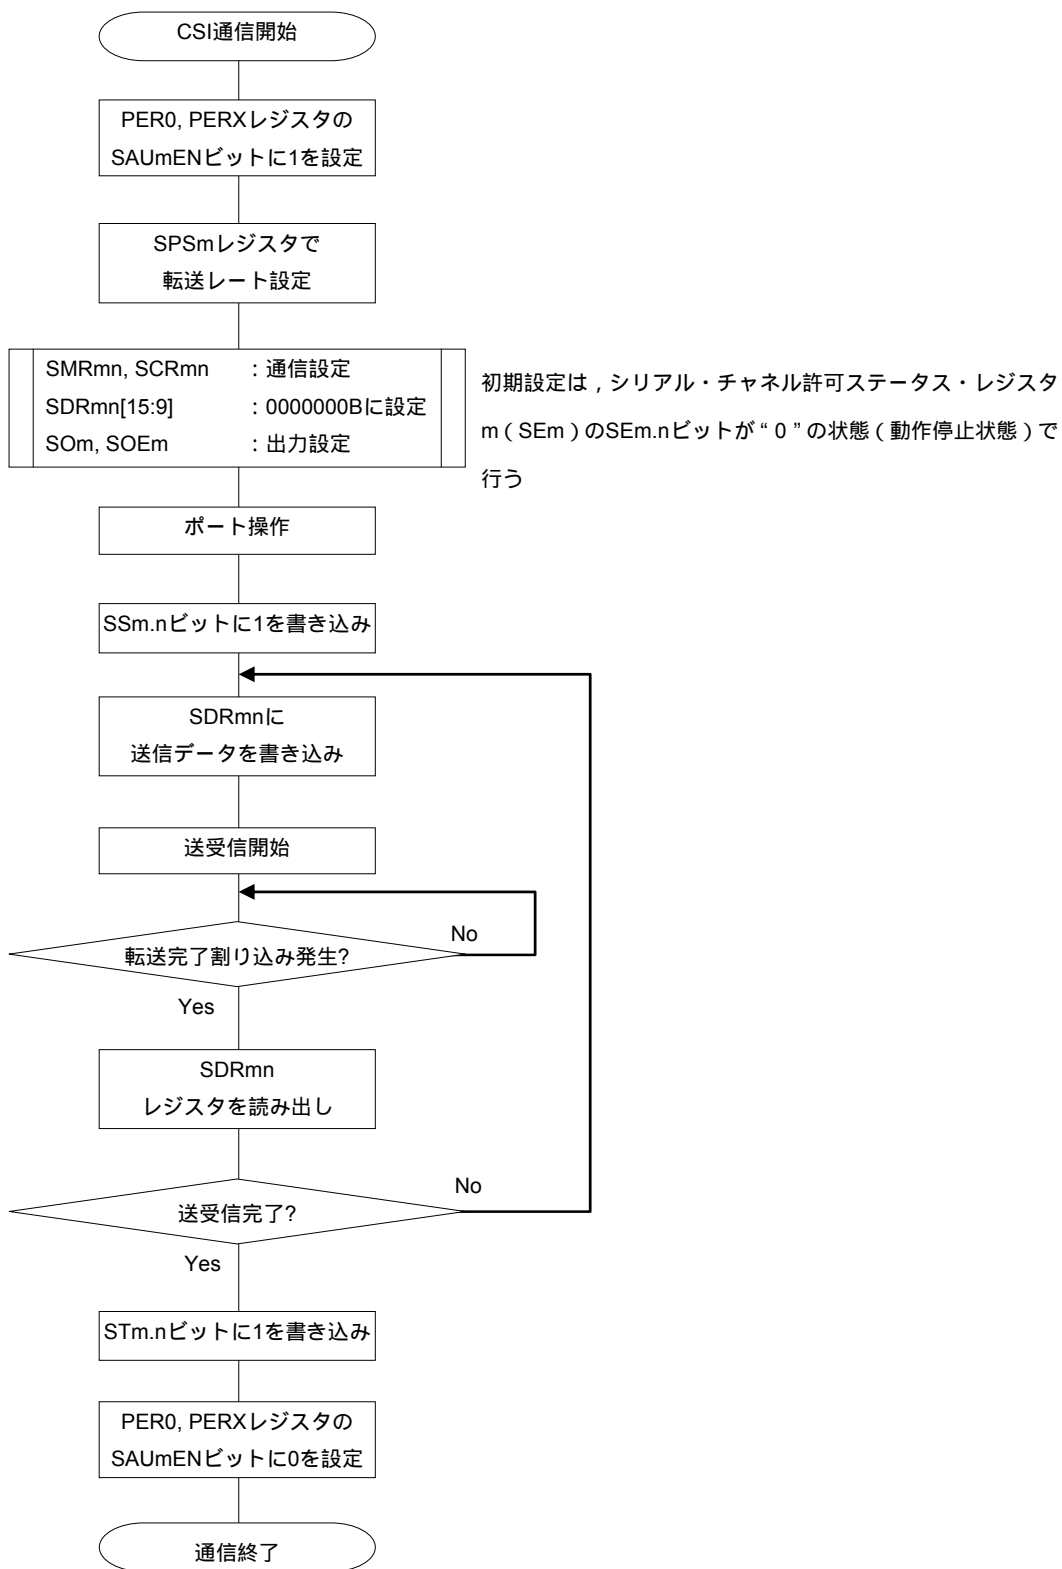 CSI通信開始
PER0, PERXレジスタの
SAUmENビットに1を設定
SPSmレジスタで
転送レート設定
SMRmn, SCRmn :通信設定
SDRmn[15:9] :0000000Bに設定
SOm, SOEm :出力設定
初期設定は,シリアル・チャネル許可ステータス・レジスタ
m(SEm)のSEm.nビットが“0”の状態(動作停止状態)で
行う
ポート操作
SSm.nビットに1を書き込み
SDRmnに
送信データを書き込み
送受信開始
No
転送完了割り込み発生?
Yes
SDRmn
レジスタを読み出し
No
送受信完了?
Yes
STm.nビットに1を書き込み
PER0, PERXレジスタの
SAUmENビットに0を設定
通信終了